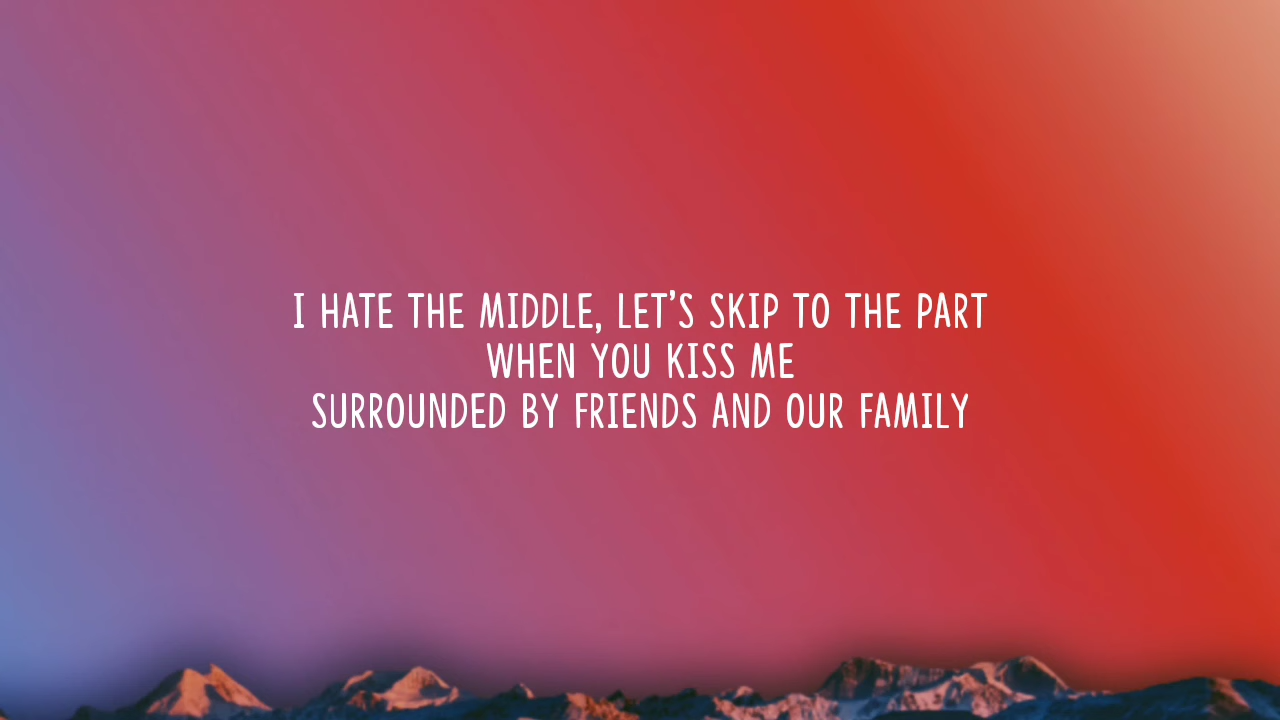 I HATE THE MIDDLE, LET'S SKIP TO THE PART
WHEN YOU KISS ME
SURROUNDED BY FRIENDS AND OUR FAMILY